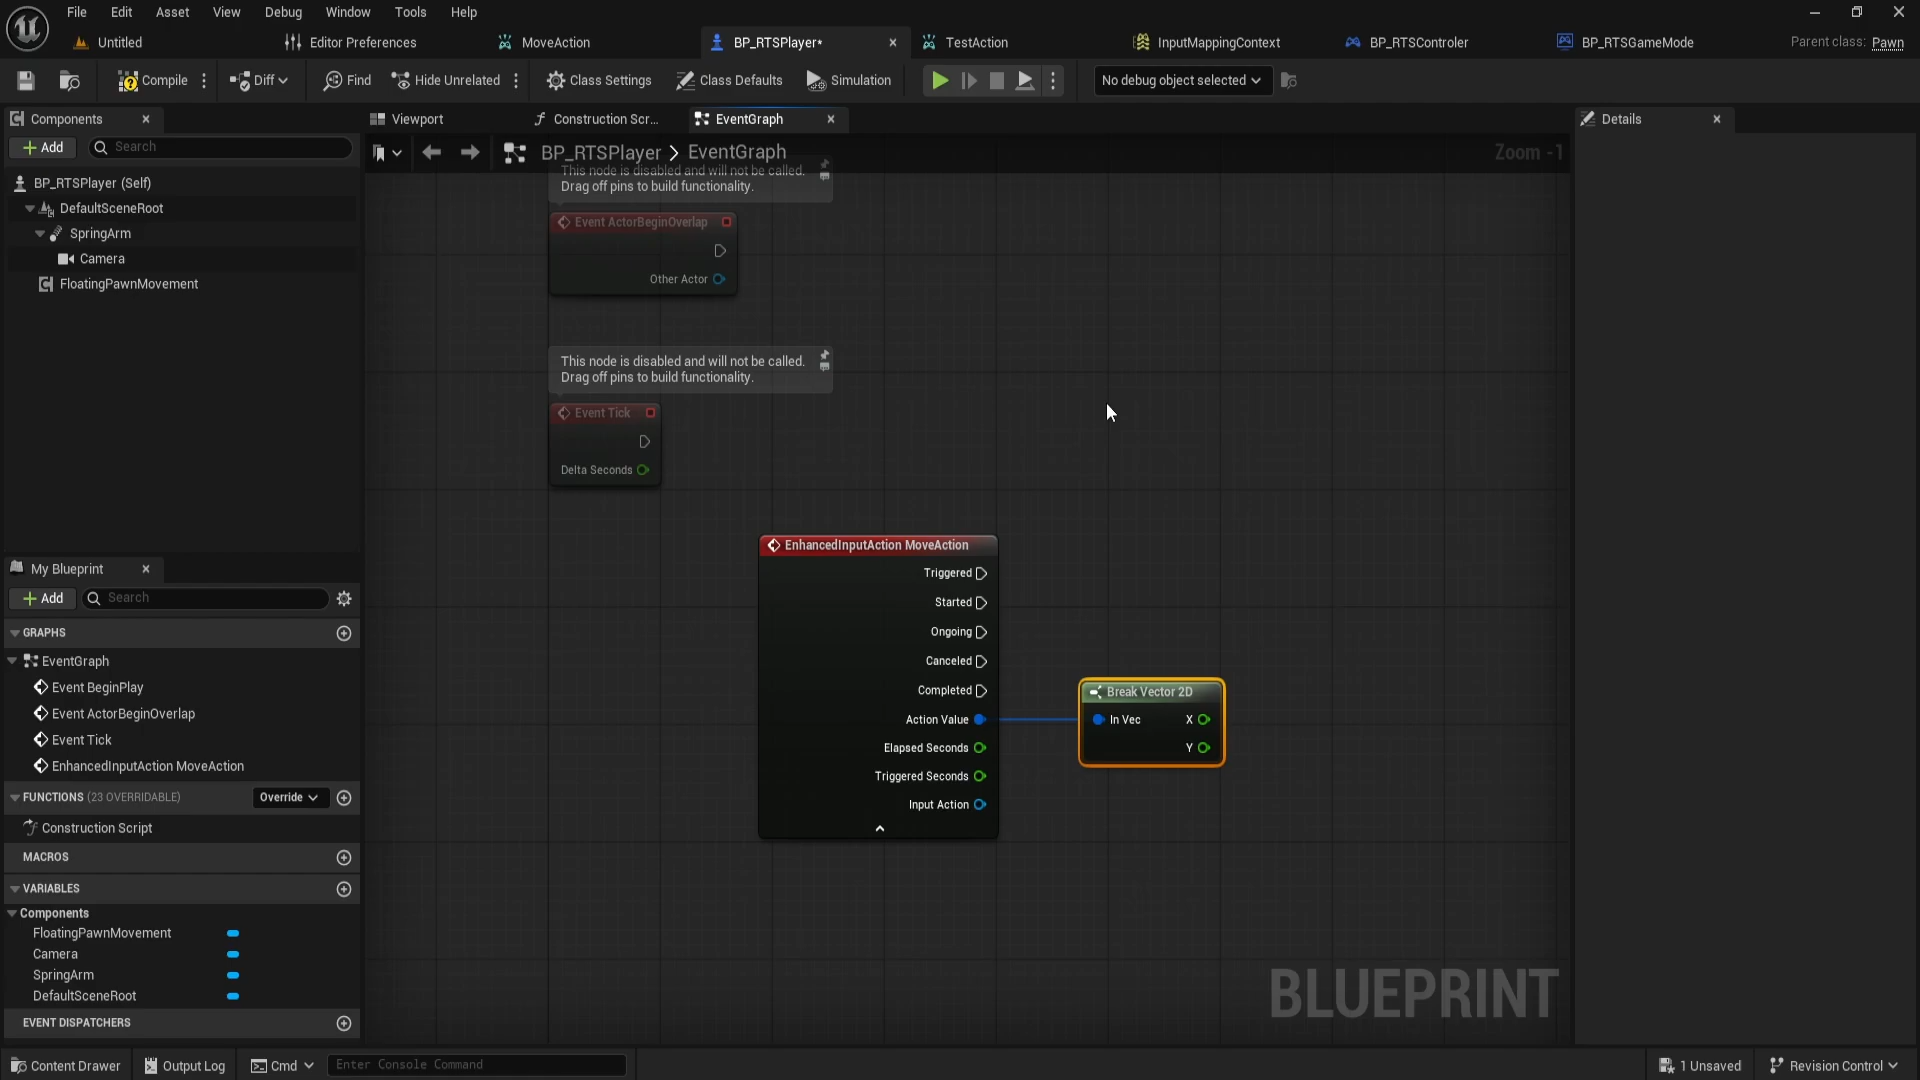 File Edit Asset View Debug Window Tools Help
Untitled
Editor Preferences
MoveAction
BP_RTSPlayer*
TestAction
InputMappingContext
BP_RTSControler
BP_RTSGameMode
Parent class: Pawn
Compile
Diff
Find
Hide Unrelated
Class Settings
Class Defaults
Simulation
No debug object selected
Components
Add
Search
BP_RTSPlayer (Self)
DefaultSceneRoot
SpringArm
Camera
FloatingPawnMovement
My Blueprint
Add
Search
GRAPHS
EventGraph
Event BeginPlay
Event ActorBeginOverlap
Event Tick
EnhancedInputAction MoveAction
FUNCTIONS (23 OVERRIDABLE)
Override
Construction Script
MACROS
VARIABLES
Components
FloatingPawnMovement
Camera
SpringArm
DefaultSceneRoot
EVENT DISPATCHERS
Viewport
Construction Scr...
EventGraph
BP_RTSPlayer > EventGraph
Zoom -1
This node is disabled and will not be called.
Drag off pins to build functionality.
Event ActorBeginOverlap
Other Actor
This node is disabled and will not be called.
Drag off pins to build functionality.
Event Tick
Delta Seconds
EnhancedInputAction MoveAction
Triggered
Started
Ongoing
Canceled
Completed
Action Value
Elapsed Seconds
Triggered Seconds
Input Action
Break Vector 2D
In Vec X
Y
BLUEPRINT
Details
Content Drawer
Output Log
Cmd
Enter Console Command
1 Unsaved
Revision Control